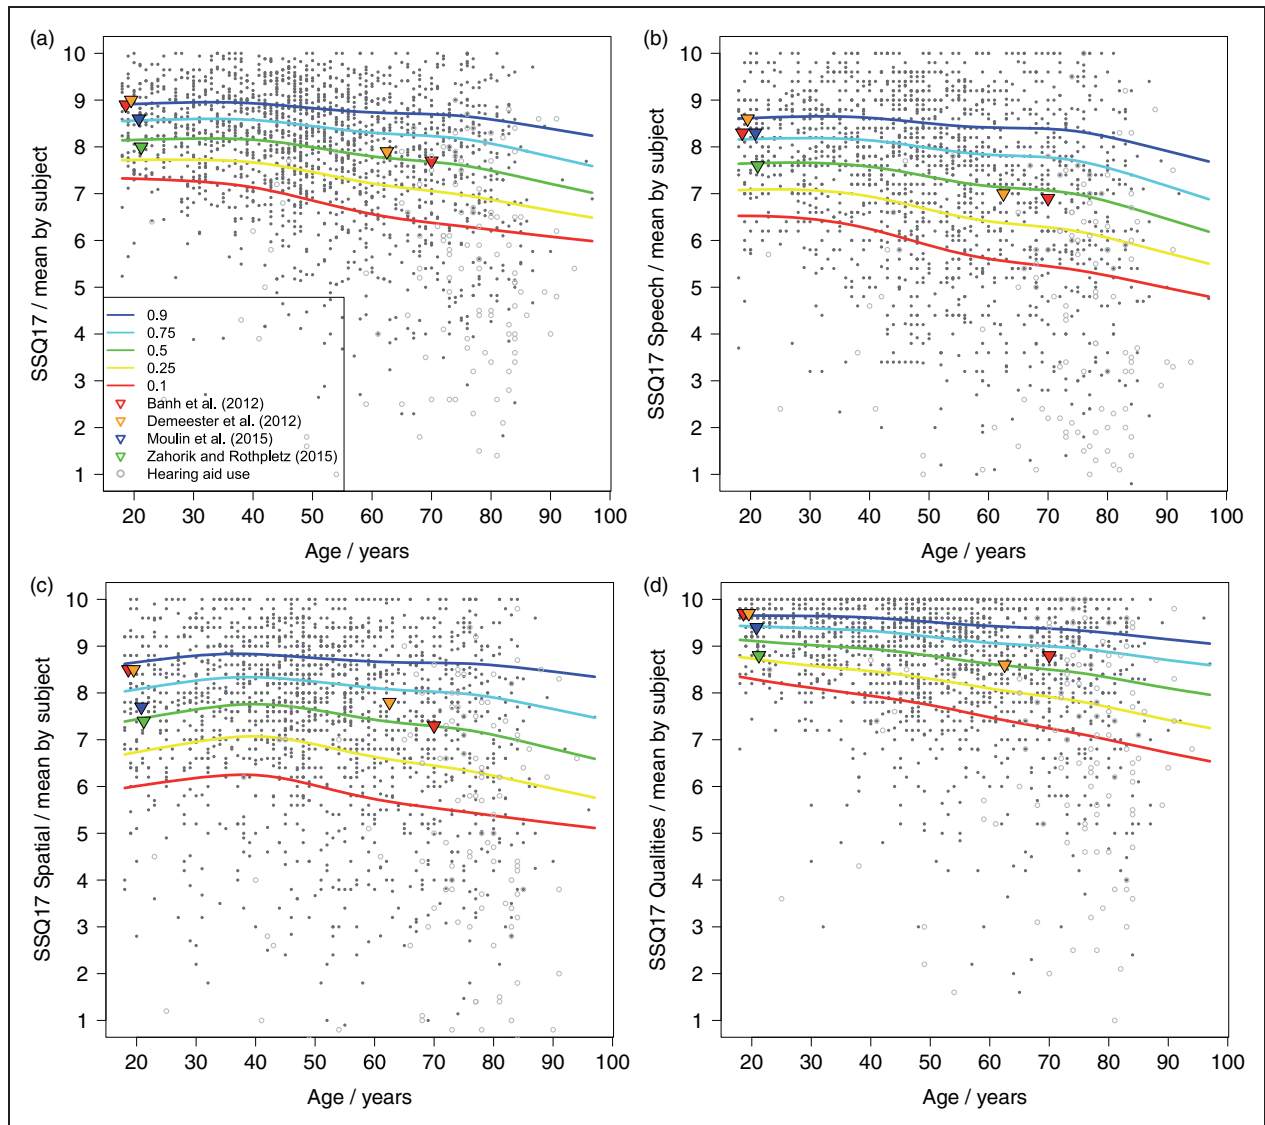 (a)
SSQ17 / mean by subject
10
9
8
7
6
5
4
3
2
1
0.9
0.75
0.5
0.25
0.1
Banh et al. (2012)
Demeester et al. (2012)
Moulin et al. (2015)
Zahorik and Rothpletz (2015)
Hearing aid use
20 30 40 50 60 70 80 90 100
Age / years
(b)
SSQ17 Speech / mean by subject
10
9
8
7
6
5
4
3
2
1
20 30 40 50 60 70 80 90 100
Age / years
(c)
SSQ17 Spatial / mean by subject
10
9
8
7
6
5
4
3
2
1
20 30 40 50 60 70 80 90 100
Age / years
(d)
SSQ17 Qualities / mean by subject
10
9
8
7
6
5
4
3
2
1
20 30 40 50 60 70 80 90 100
Age / years